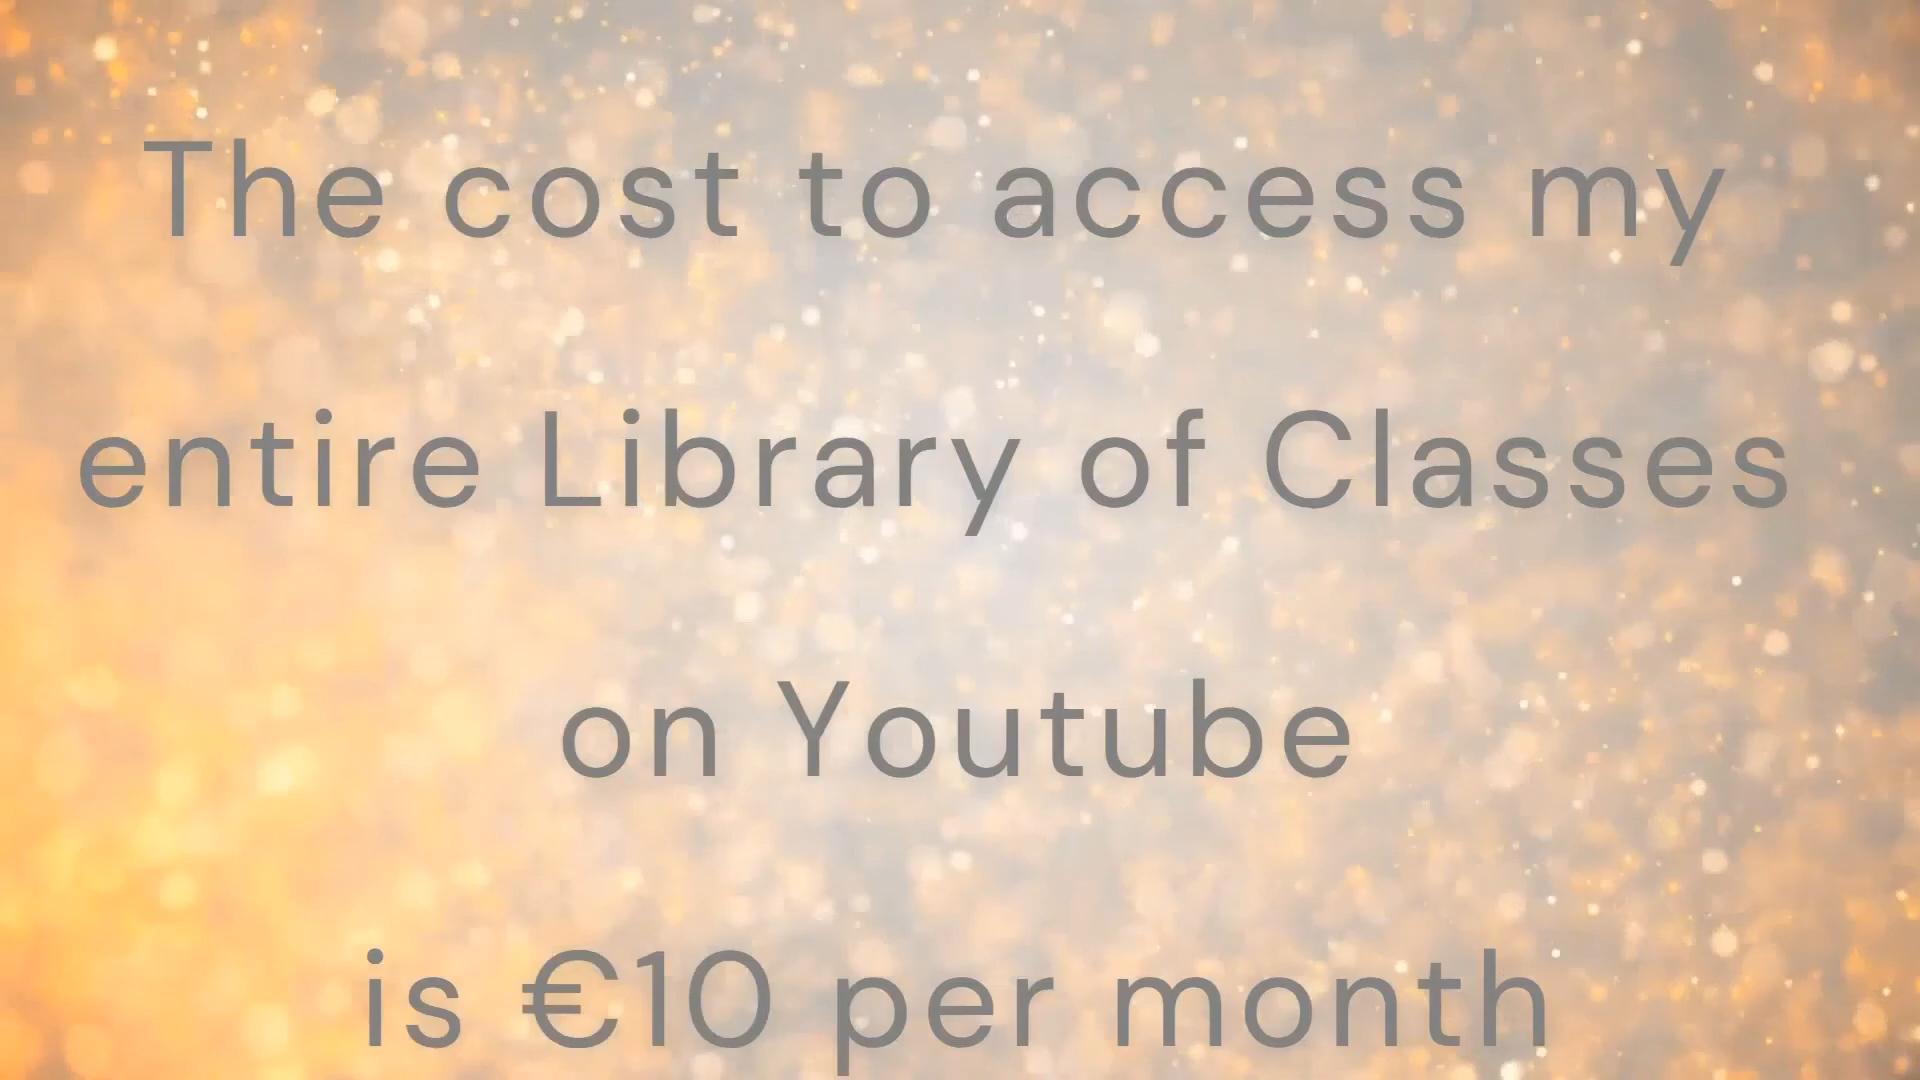 The cost to access my
entire Library of Classes
on Youtube
is €10 per month